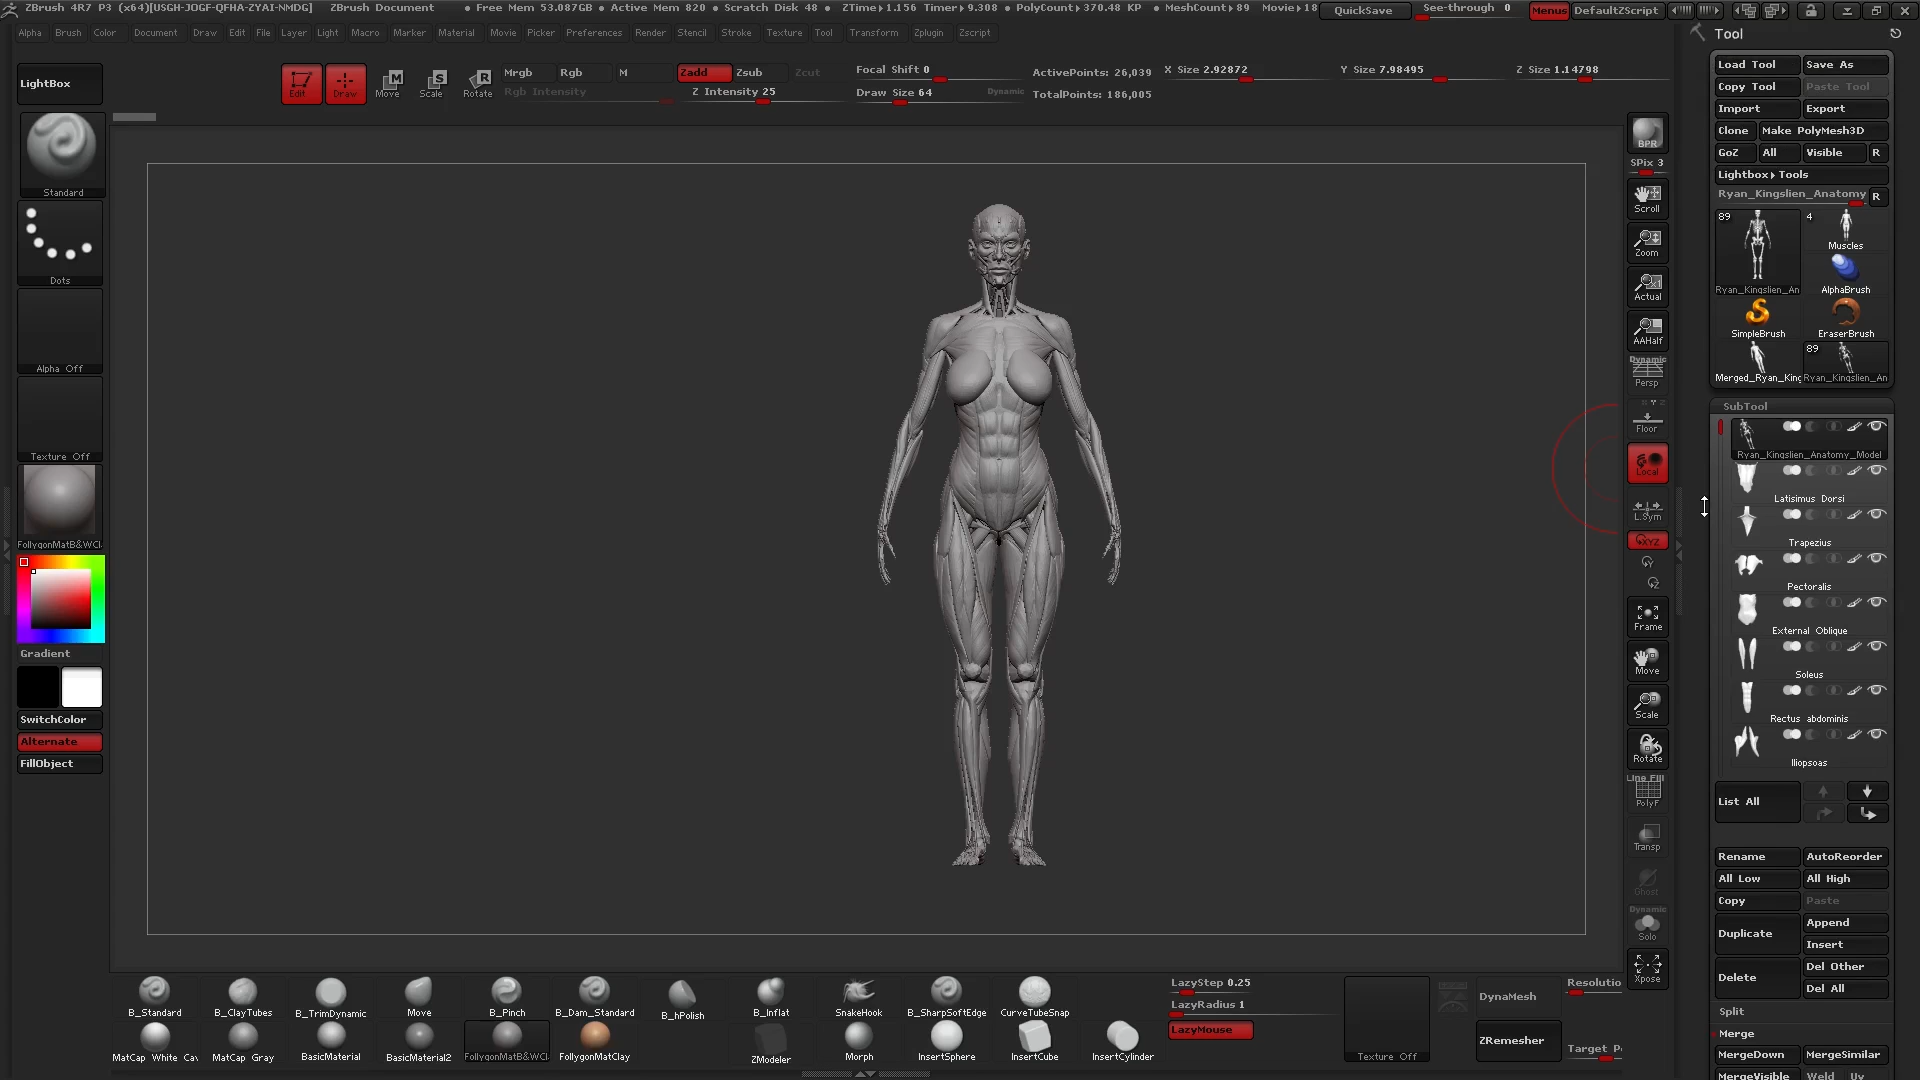 ZBrush 4R7 P3 (x64)[USGH-JOGF-QFHA-ZYAI-NMDG] ZBrush Document • Free Mem 53.087GB • Active Mem 820 • Scratch Disk 48 • ZTime▸1.156 Timer▸9.308 • PolyCount▸370.48 KP • MeshCount▸89 Movie▸18 QuickSave See-through 0 Menus DefaultZScript
Alpha Brush Color Document Draw Edit File Layer Light Macro Marker Material Movie Picker Preferences Render Stencil Stroke Texture Tool Transform Zplugin Zscript
LightBox
Edit Draw Move Scale Rotate
Mrgb Rgb M Zadd Zsub Zcut
Rgb Intensity Z Intensity 25
Focal Shift 0
Draw Size 64 Dynamic
ActivePoints: 26,039
TotalPoints: 186,005
X Size 2.92872 Y Size 7.98495 Z Size 1.14798
Standard
Dots
Alpha Off
Texture Off
FollygonMatB&WCl
Gradient
SwitchColor
Alternate
FillObject
BPR
SPix 3
Scroll
Zoom
Actual
AAHalf
Dynamic
Persp
Floor
Local
L.Sym
XYZ
Frame
Move
Scale
Rotate
Line Fill
PolyF
Transp
Ghost
Dynamic
Solo
Xpose
Tool
Load Tool Save As
Copy Tool Paste Tool
Import Export
Clone Make PolyMesh3D
GoZ All Visible R
Lightbox▸Tools
Ryan_Kingslien_Anatomy R
89 4
Muscles
Ryan_Kingslien_An AlphaBrush
SimpleBrush EraserBrush
89
Merged_Ryan_King Ryan_Kingslien_An
SubTool
Ryan_Kingslien_Anatomy_Model
Latisimus Dorsi
Trapezius
Pectoralis
External Oblique
Soleus
Rectus abdominis
Iliopsoas
List All
Rename AutoReorder
All Low All High
Copy Paste
Duplicate Append
Insert
Delete Del Other
Del All
Split
Merge
MergeDown MergeSimilar
MergeVisible Weld Uv
B_Standard B_ClayTubes B_TrimDynamic Move B_Pinch B_Dam_Standard B_hPolish B_Inflat SnakeHook B_SharpSoftEdge CurveTubeSnap
MatCap White Cav MatCap Gray BasicMaterial BasicMaterial2 FollygonMatB&WCl FollygonMatClay ZModeler Morph InsertSphere InsertCube InsertCylinder
LazyStep 0.25
LazyRadius 1
LazyMouse
Texture Off
DynaMesh Resolutio
ZRemesher
Target P